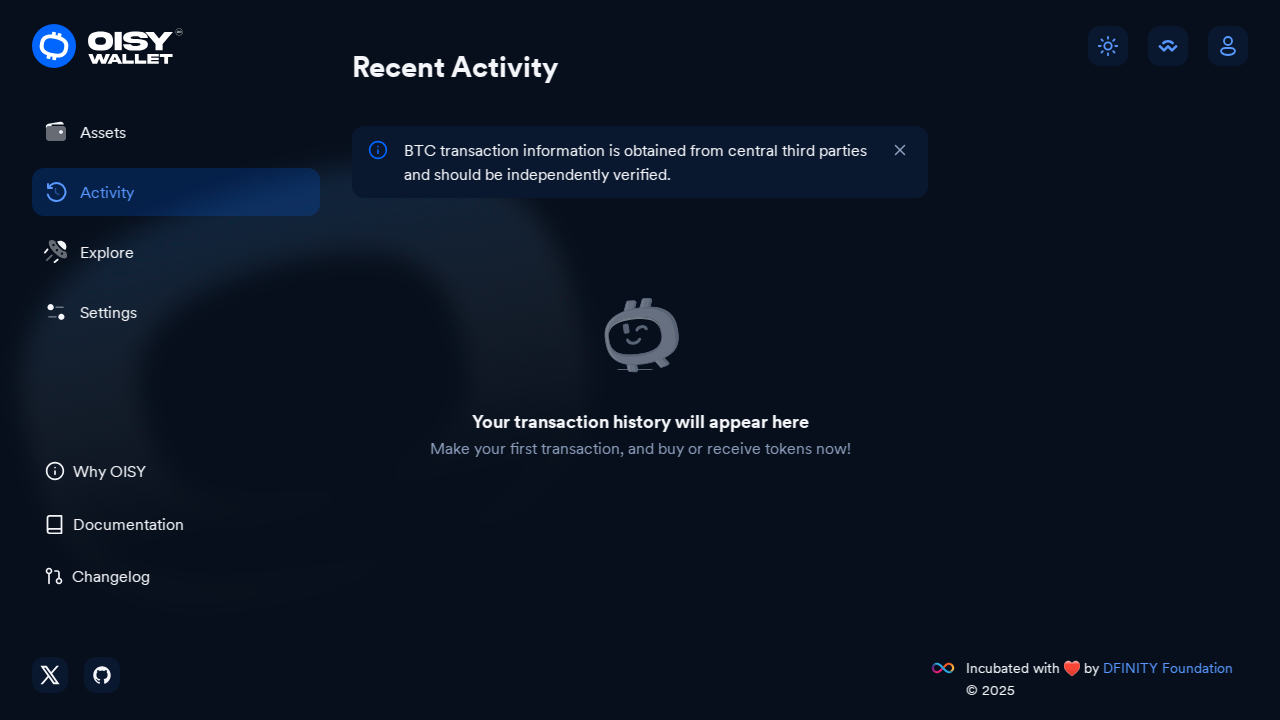 OISY
WALLET
Recent Activity
Assets
Activity
Explore
Settings
BTC transaction information is obtained from central third parties
and should be independently verified.
Your transaction history will appear here
Make your first transaction, and buy or receive tokens now!
Why OISY
Documentation
Changelog
Incubated with ❤️ by DFINITY Foundation
© 2025